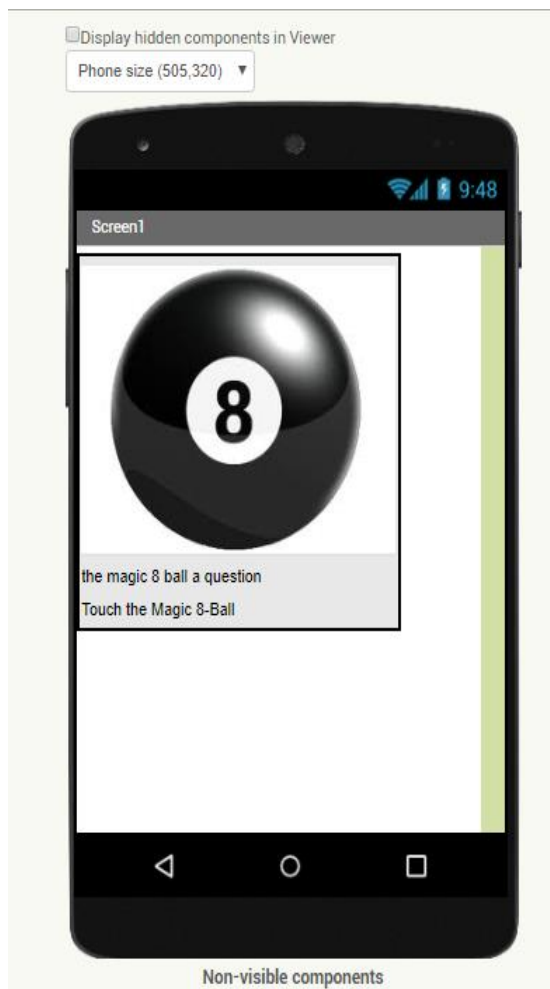 Display hidden components in Viewer
Phone size (505,320)
9:48
Screen1
8
the magic 8 ball a question
Touch the Magic 8-Ball
Non-visible components